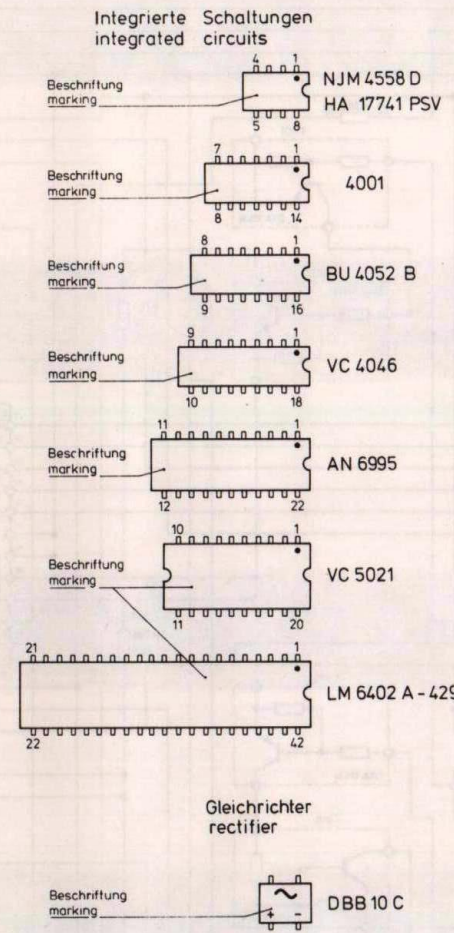 Integrierte Schaltungen
integrated circuits
4 1
Beschriftung
marking
NJM 4558 D
HA 17741 PSV
5 8
7 1
Beschriftung
marking
4001
8 14
8 1
Beschriftung
marking
BU 4052 B
9 16
9 1
Beschriftung
marking
VC 4046
10 18
11 1
Beschriftung
marking
AN 6995
12 22
10 1
Beschriftung
marking
VC 5021
11 20
21 1
LM 6402 A - 429
22 42
Gleichrichter
rectifier
Beschriftung
marking
~
+ -
DBB 10 C